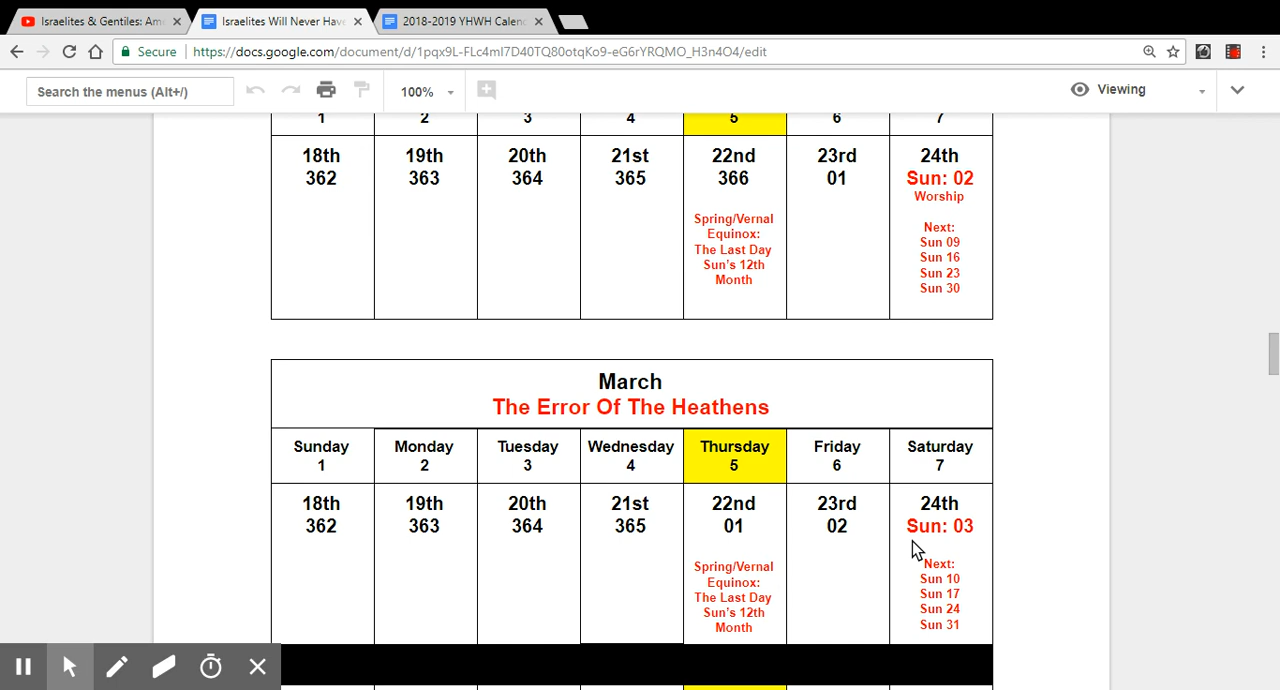 Israelites & Gentiles: Am
Israelites Will Never Hav
2018-2019 YHWH Calen
Secure
https://docs.google.com/document/d/1pqx9L-FLc4mI7D40TQ80otqKo9-eG6rYRQMO_H3n4O4/edit
Search the menus (Alt+/)
100%
Viewing
1 2 3 4 5 6 7
18th 19th 20th 21st 22nd 23rd 24th
362 363 364 365 366 01 Sun: 02
Worship
Spring/Vernal
Equinox:
The Last Day
Sun's 12th
Month
Next:
Sun 09
Sun 16
Sun 23
Sun 30
March
The Error Of The Heathens
Sunday Monday Tuesday Wednesday Thursday Friday Saturday
1 2 3 4 5 6 7
18th 19th 20th 21st 22nd 23rd 24th
362 363 364 365 01 02 Sun: 03
Spring/Vernal
Equinox:
The Last Day
Sun's 12th
Month
Next:
Sun 10
Sun 17
Sun 24
Sun 31